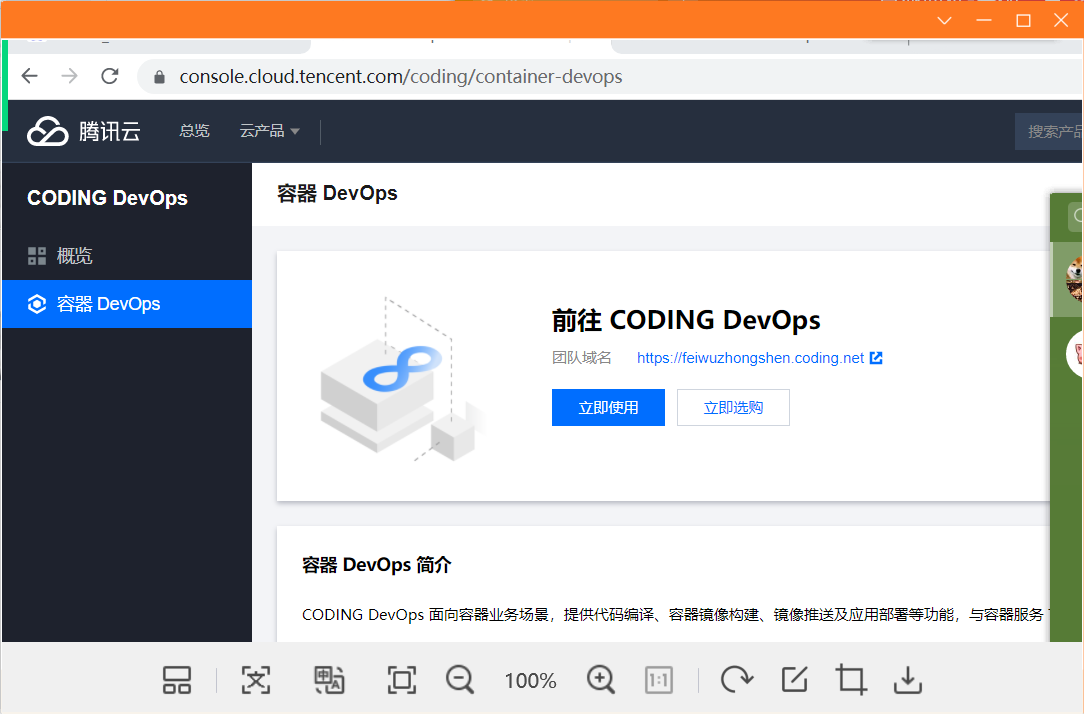 console.cloud.tencent.com/coding/container-devops
腾讯云 总览 云产品
搜索产品
CODING DevOps
容器 DevOps
概览
容器 DevOps
前往 CODING DevOps
团队域名 https://feiwuzhongshen.coding.net
立即使用 立即选购
容器 DevOps 简介
CODING DevOps 面向容器业务场景，提供代码编译、容器镜像构建、镜像推送及应用部署等功能，与容器服务
100%
1:1